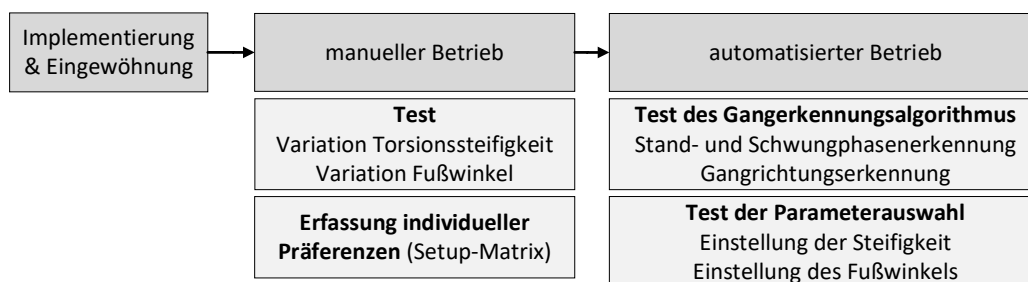 Implementierung
& Eingewöhnung
manueller Betrieb
automatisierter Betrieb
Test
Variation Torsionssteifigkeit
Variation Fußwinkel
Erfassung individueller
Präferenzen (Setup-Matrix)
Test des Gangerkennungsalgorithmus
Stand- und Schwungphasenerkennung
Gangrichtungserkennung
Test der Parameterauswahl
Einstellung der Steifigkeit
Einstellung des Fußwinkels